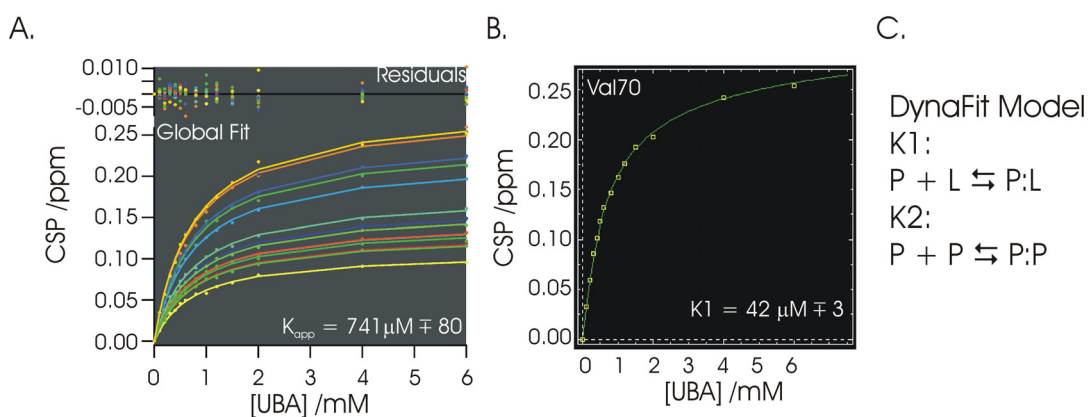 A.
CSP /ppm
0.010
-0.005
Residuals
Global Fit
0.25
0.20
0.15
0.10
0.05
0.00
Kapp = 741µM ∓ 80
0 1 2 3 4 5 6
[UBA] /mM
B.
CSP /ppm
Val70
0.25
0.20
0.15
0.10
0.05
0.00
K1 = 42 µM ∓ 3
0 1 2 3 4 5 6
[UBA] /mM
C.
DynaFit Model
K1:
P + L ⇆ P:L
K2:
P + P ⇆ P:P